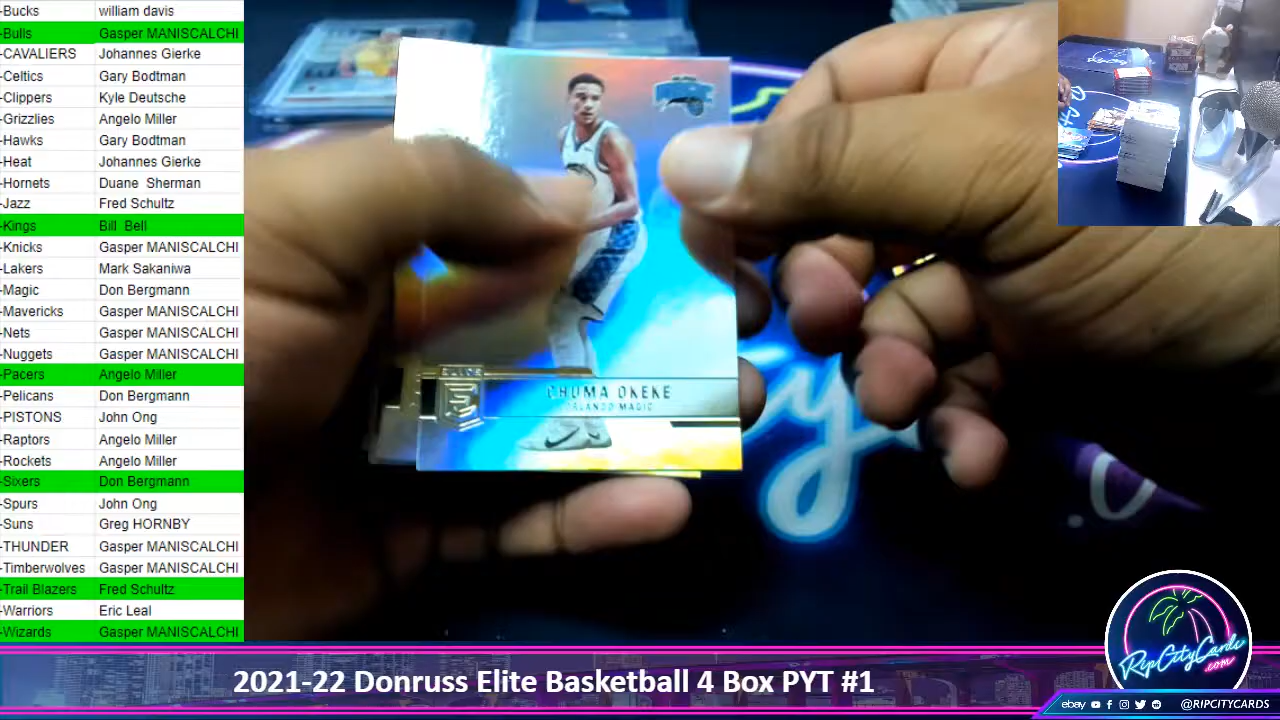 -Bucks william davis
-Bulls Gasper MANISCALCHI
-CAVALIERS Johannes Gierke
-Celtics Gary Bodtman
-Clippers Kyle Deutsche
-Grizzlies Angelo Miller
-Hawks Gary Bodtman
-Heat Johannes Gierke
-Hornets Duane Sherman
-Jazz Fred Schultz
-Kings Bill Bell
-Knicks Gasper MANISCALCHI
-Lakers Mark Sakaniwa
-Magic Don Bergmann
-Mavericks Gasper MANISCALCHI
-Nets Gasper MANISCALCHI
-Nuggets Gasper MANISCALCHI
-Pacers Angelo Miller
-Pelicans Don Bergmann
-PISTONS John Ong
-Raptors Angelo Miller
-Rockets Angelo Miller
-Sixers Don Bergmann
-Spurs John Ong
-Suns Greg HORNBY
-THUNDER Gasper MANISCALCHI
-Timberwolves Gasper MANISCALCHI
-Trail Blazers Fred Schultz
-Warriors Eric Leal
-Wizards Gasper MANISCALCHI
ELITE
CHUMA OKEKE
ORLANDO MAGIC
RipCityCards
.com
2021-22 Donruss Elite Basketball 4 Box PYT #1
ebay @RIPCITYCARDS